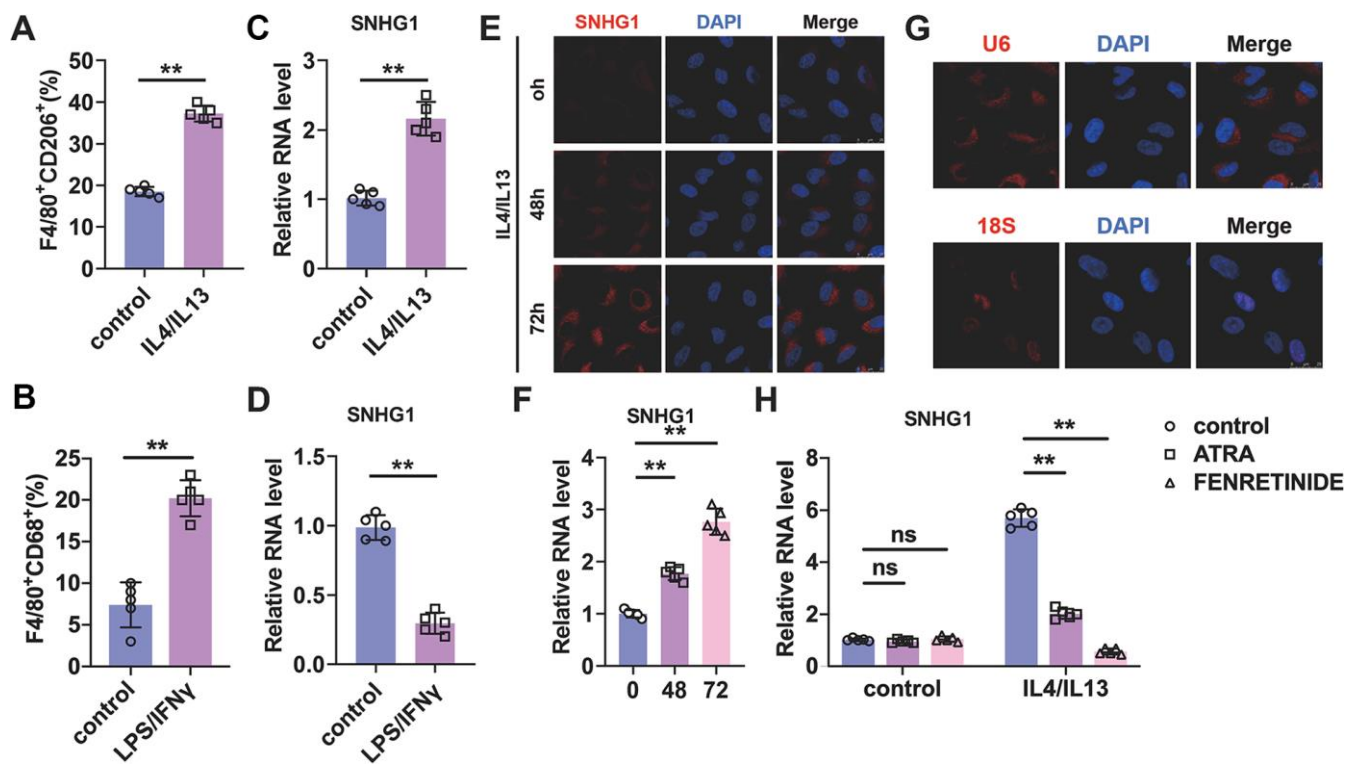 A
F4/80+CD206+(%)
50
40
30
20
10
0
**
control
IL4/IL13
C
SNHG1
Relative RNA level
3
2
1
0
**
control
IL4/IL13
E
SNHG1
DAPI
Merge
IL4/IL13
oh
48h
72h
G
U6
DAPI
Merge
18S
DAPI
Merge
B
F4/80+CD68+(%)
25
20
15
10
5
0
**
control
LPS/IFNγ
D
SNHG1
Relative RNA level
1.5
1.0
0.5
0.0
**
control
LPS/IFNγ
F
SNHG1
Relative RNA level
4
3
2
1
0
**
**
0
48
72
H
SNHG1
Relative RNA level
8
6
4
2
0
ns
ns
**
**
control
IL4/IL13
control
ATRA
FENRETINIDE